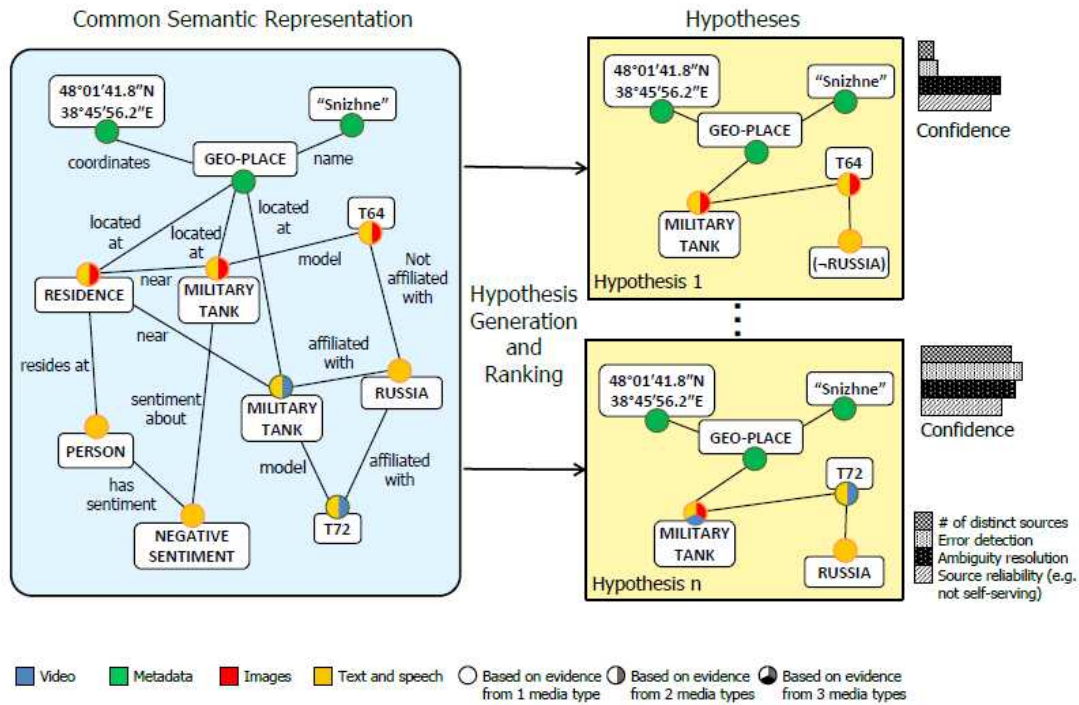 Common Semantic Representation
48°01′41.8″N
38°45′56.2″E
“Snizhne”
coordinates
GEO-PLACE
name
located
at
located
at
located
at
T64
near
model
Not
affiliated
with
RESIDENCE
MILITARY
TANK
near
affiliated
with
resides at
sentiment
about
MILITARY
TANK
RUSSIA
PERSON
model
affiliated
with
has
sentiment
T72
NEGATIVE
SENTIMENT
Hypothesis
Generation
and
Ranking
Hypotheses
48°01′41.8″N
38°45′56.2″E
“Snizhne”
GEO-PLACE
T64
MILITARY
TANK
(¬RUSSIA)
Hypothesis 1
Confidence
48°01′41.8″N
38°45′56.2″E
“Snizhne”
GEO-PLACE
T72
MILITARY
TANK
RUSSIA
Hypothesis n
Confidence
# of distinct sources
Error detection
Ambiguity resolution
Source reliability (e.g.
not self-serving)
Video
Metadata
Images
Text and speech
Based on evidence
from 1 media type
Based on evidence
from 2 media types
Based on evidence
from 3 media types